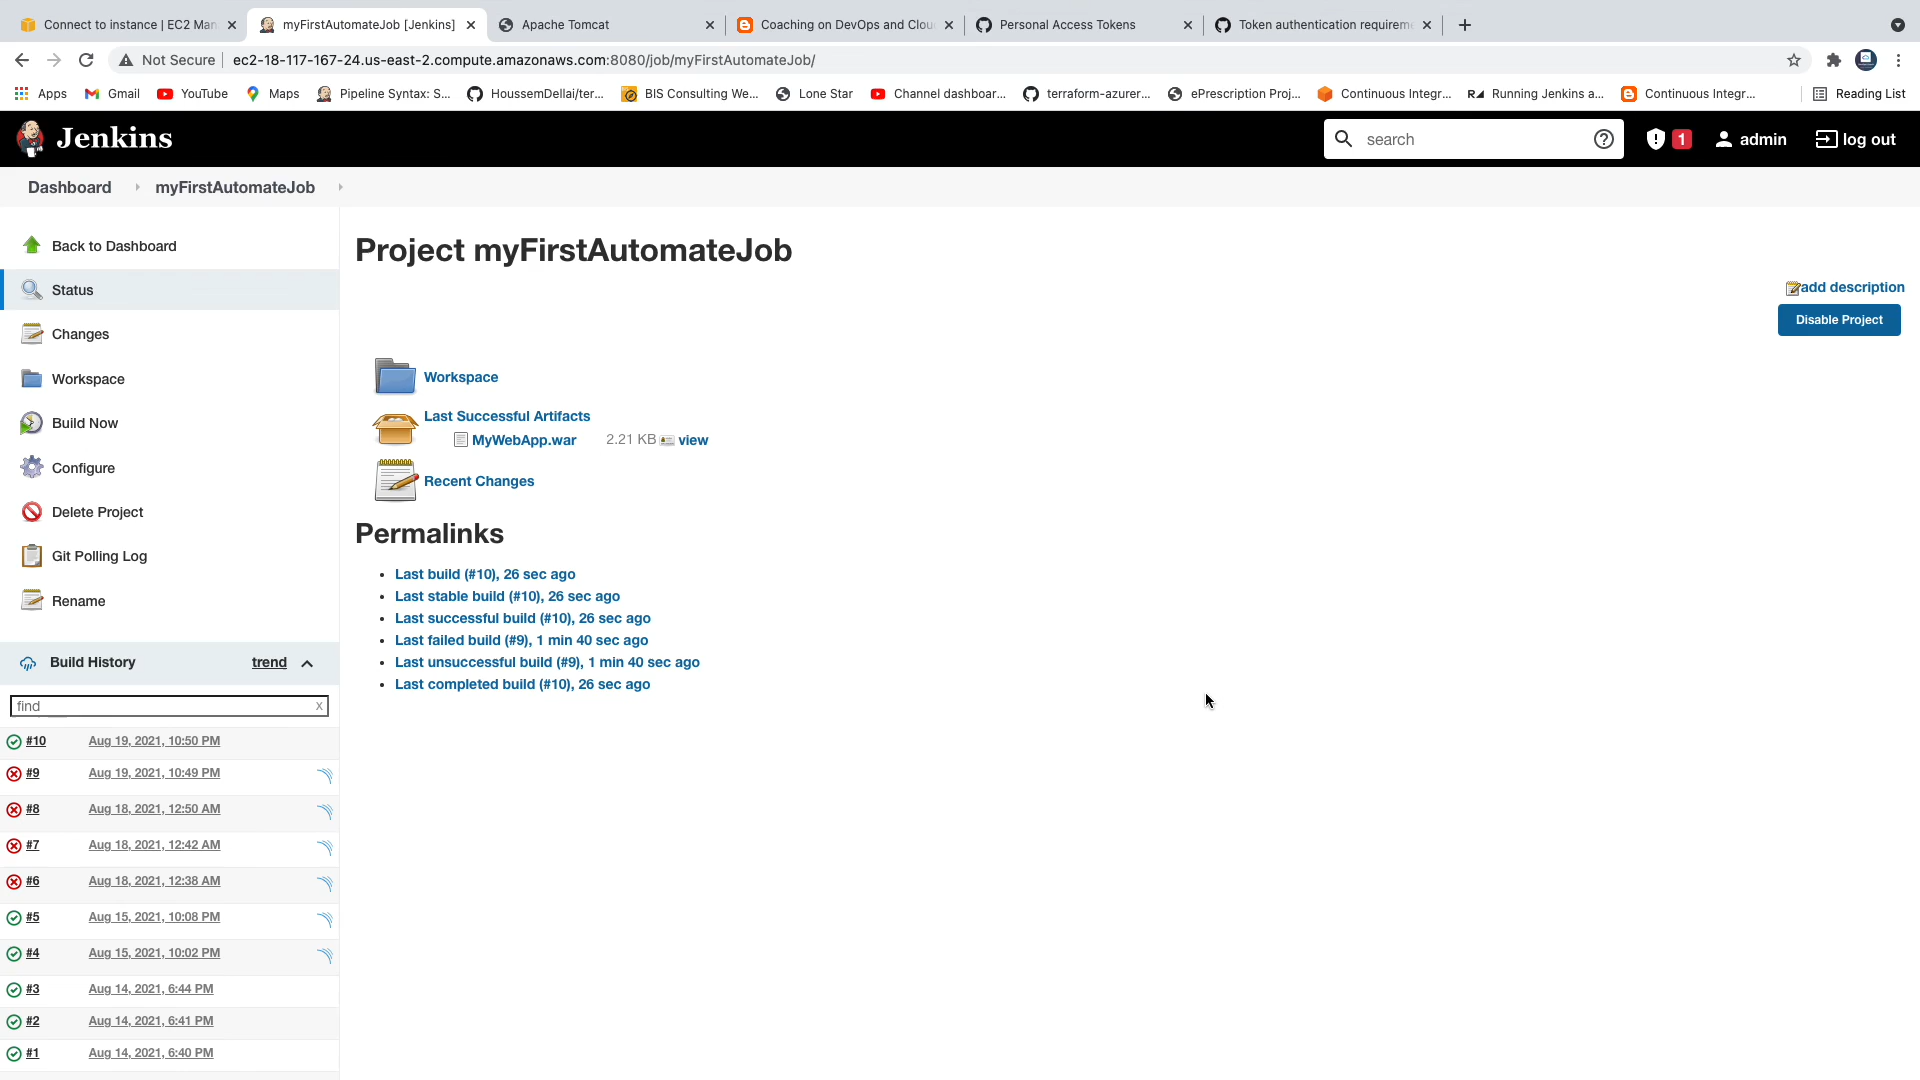 Connect to instance | EC2 Man
myFirstAutomateJob [Jenkins]
Apache Tomcat
Coaching on DevOps and Clou
Personal Access Tokens
Token authentication requirem
Not Secure
ec2-18-117-167-24.us-east-2.compute.amazonaws.com:8080/job/myFirstAutomateJob/
Apps
Gmail
YouTube
Maps
Pipeline Syntax: S...
HoussemDellai/ter...
BIS Consulting We...
Lone Star
Channel dashboar...
terraform-azurer...
ePrescription Proj...
Continuous Integr...
Running Jenkins a...
Continuous Integr...
Reading List
Jenkins
search
1
admin
log out
Dashboard
myFirstAutomateJob
Back to Dashboard
Status
Changes
Workspace
Build Now
Configure
Delete Project
Git Polling Log
Rename
Build History
trend
find
x
#10 Aug 19, 2021, 10:50 PM
#9 Aug 19, 2021, 10:49 PM
#8 Aug 18, 2021, 12:50 AM
#7 Aug 18, 2021, 12:42 AM
#6 Aug 18, 2021, 12:38 AM
#5 Aug 15, 2021, 10:08 PM
#4 Aug 15, 2021, 10:02 PM
#3 Aug 14, 2021, 6:44 PM
#2 Aug 14, 2021, 6:41 PM
#1 Aug 14, 2021, 6:40 PM
Project myFirstAutomateJob
add description
Disable Project
Workspace
Last Successful Artifacts
MyWebApp.war 2.21 KB view
Recent Changes
Permalinks
Last build (#10), 26 sec ago
Last stable build (#10), 26 sec ago
Last successful build (#10), 26 sec ago
Last failed build (#9), 1 min 40 sec ago
Last unsuccessful build (#9), 1 min 40 sec ago
Last completed build (#10), 26 sec ago